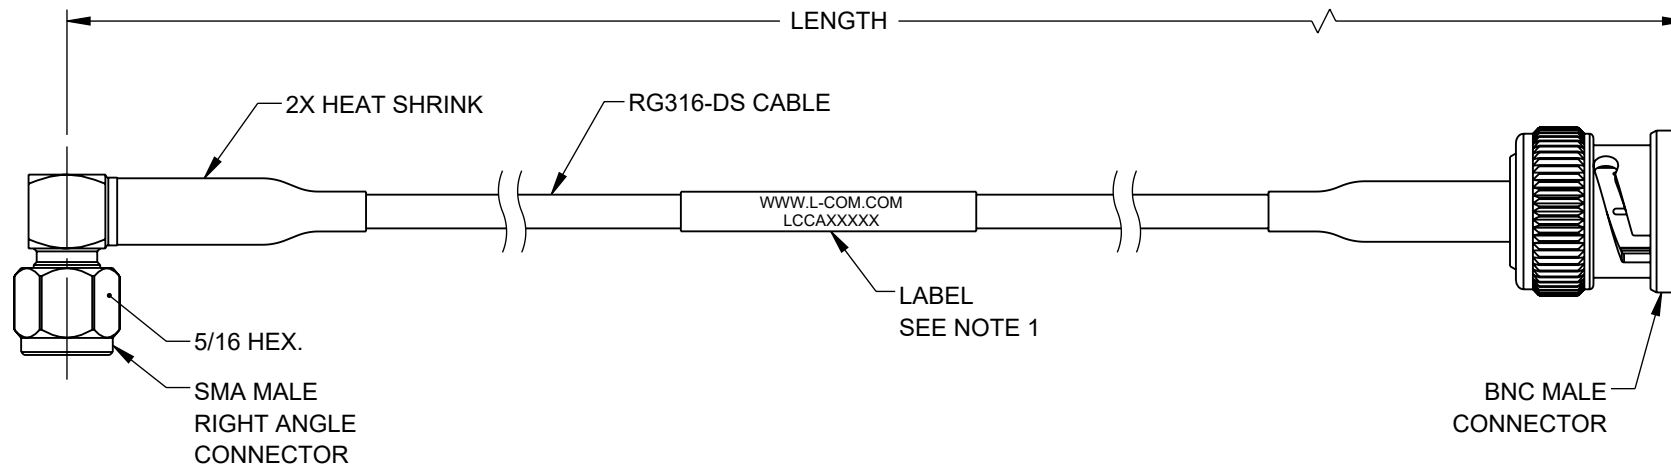 LENGTH
2X HEAT SHRINK
RG316-DS CABLE
WWW.L-COM.COM
LCCAXXXXX
LABEL
SEE NOTE 1
5/16 HEX.
SMA MALE
RIGHT ANGLE
CONNECTOR
BNC MALE
CONNECTOR